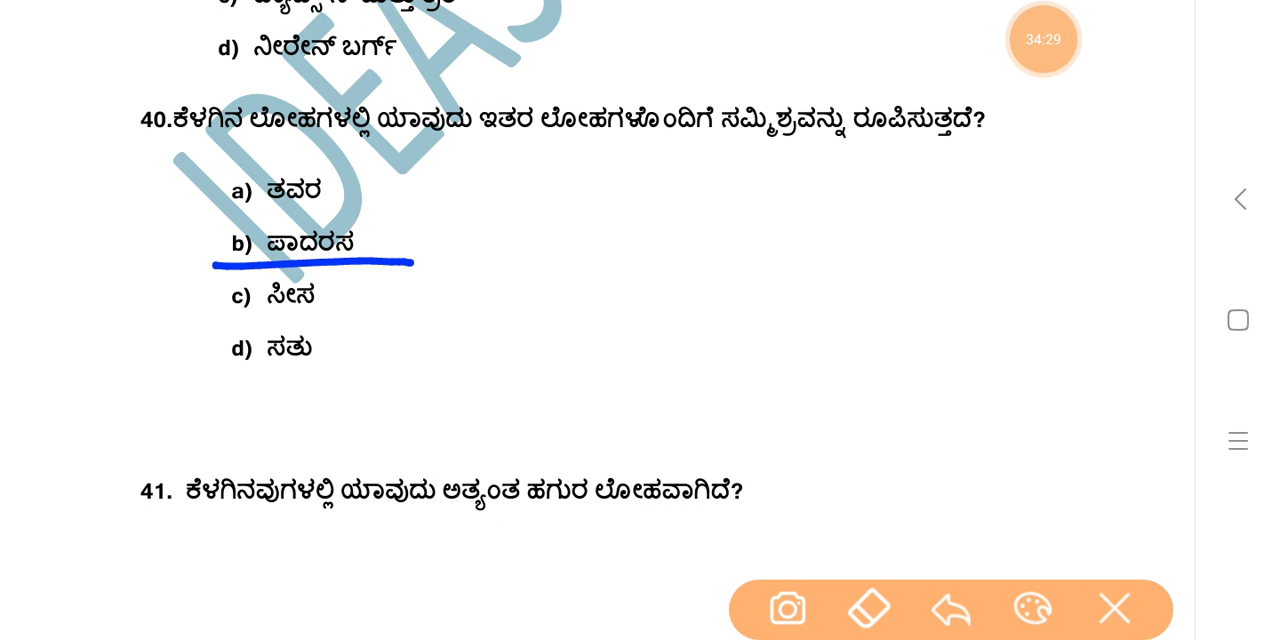 d) ನೀರೇನ್ ಬರ್ಗ್
34:29
40.ಕೆಳಗಿನ ಲೋಹಗಳಲ್ಲಿ ಯಾವುದು ಇತರ ಲೋಹಗಳೊಂದಿಗೆ ಸಮ್ಮಿಶ್ರವನ್ನು ರೂಪಿಸುತ್ತದೆ?
a) ತವರ
b) ಪಾದರಸ
c) ಸೀಸ
d) ಸತು
41. ಕೆಳಗಿನವುಗಳಲ್ಲಿ ಯಾವುದು ಅತ್ಯಂತ ಹಗುರ ಲೋಹವಾಗಿದೆ?